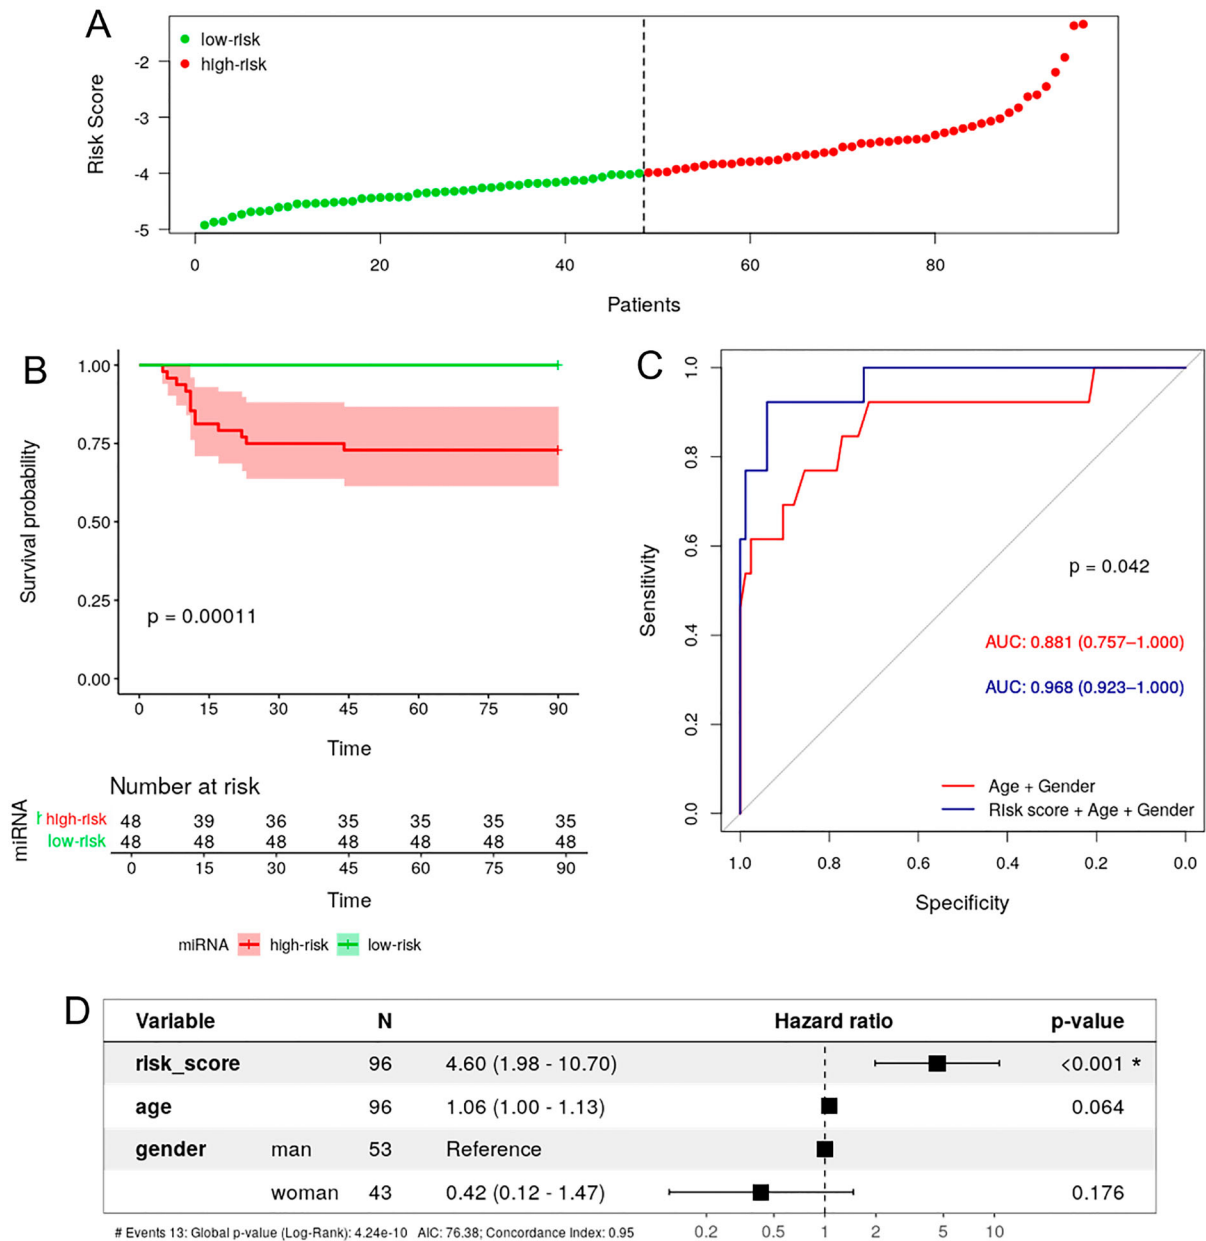 A
low-risk
high-risk
Risk Score
-2
-3
-4
-5
0 20 40 60 80
Patients
B
Survival probability
1.00
0.75
0.50
0.25
0.00
p = 0.00011
0 15 30 45 60 75 90
Time
Number at risk
miRNA
high-risk 48 39 36 35 35 35 35
low-risk 48 48 48 48 48 48 48
0 15 30 45 60 75 90
Time
miRNA high-risk low-risk
C
Sensitivity
1.0
0.8
0.6
0.4
0.2
0.0
p = 0.042
AUC: 0.881 (0.757–1.000)
AUC: 0.968 (0.923–1.000)
Age + Gender
RIsk score + Age + Gender
1.0 0.8 0.6 0.4 0.2 0.0
Specificity
D
Variable N Hazard ratio p-value
rIsk_score 96 4.60 (1.98 - 10.70) <0.001 *
age 96 1.06 (1.00 - 1.13) 0.064
gender man 53 Reference
woman 43 0.42 (0.12 - 1.47) 0.176
# Events 13: Global p-value (Log-Rank): 4.24e-10 AIC: 76.38; Concordance Index: 0.95
0.2 0.5 1 2 5 10